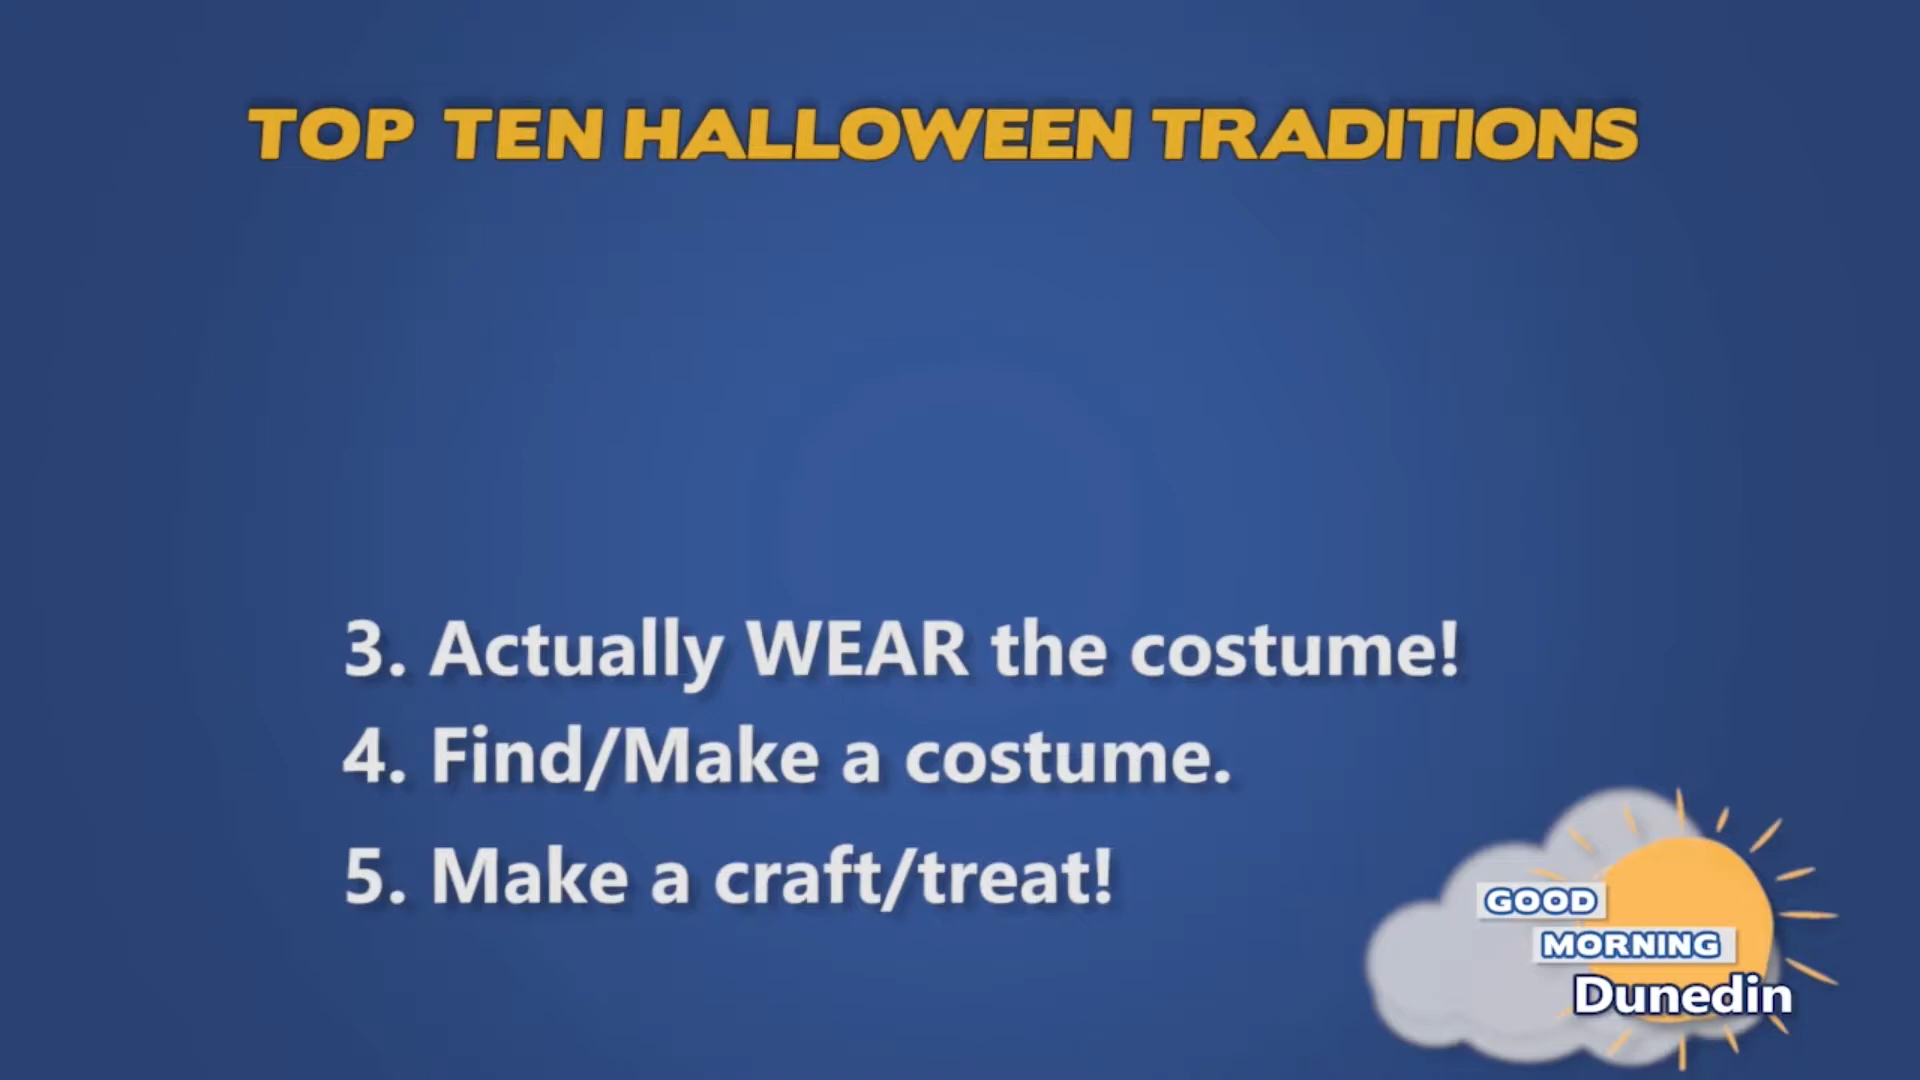 TOP TEN HALLOWEEN TRADITIONS
3. Actually WEAR the costume!
4. Find/Make a costume.
5. Make a craft/treat!
GOOD
MORNING
Dunedin